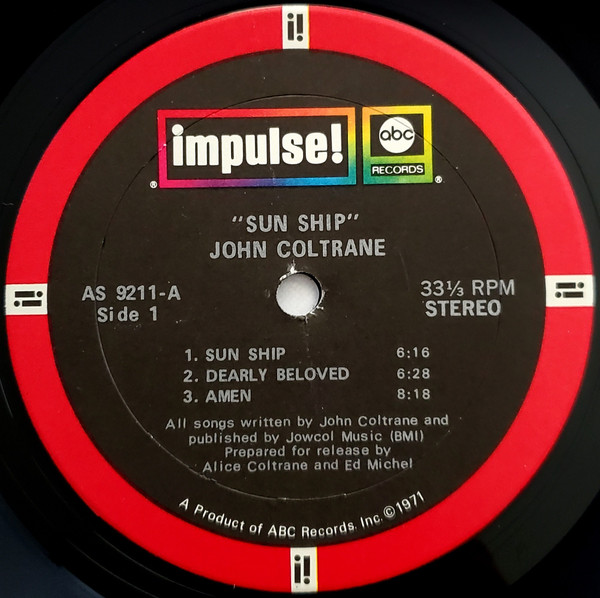 i!
impulse!
abc
RECORDS
®
®
"SUN SHIP"
JOHN COLTRANE
AS 9211-A
Side 1
33⅓ RPM
STEREO
i!
i!
1. SUN SHIP 6:16
2. DEARLY BELOVED 6:28
3. AMEN 8:18
All songs written by John Coltrane and
published by Jowcol Music (BMI)
Prepared for release by
Alice Coltrane and Ed Michel
A Product of ABC Records, Inc. ©1971
i!